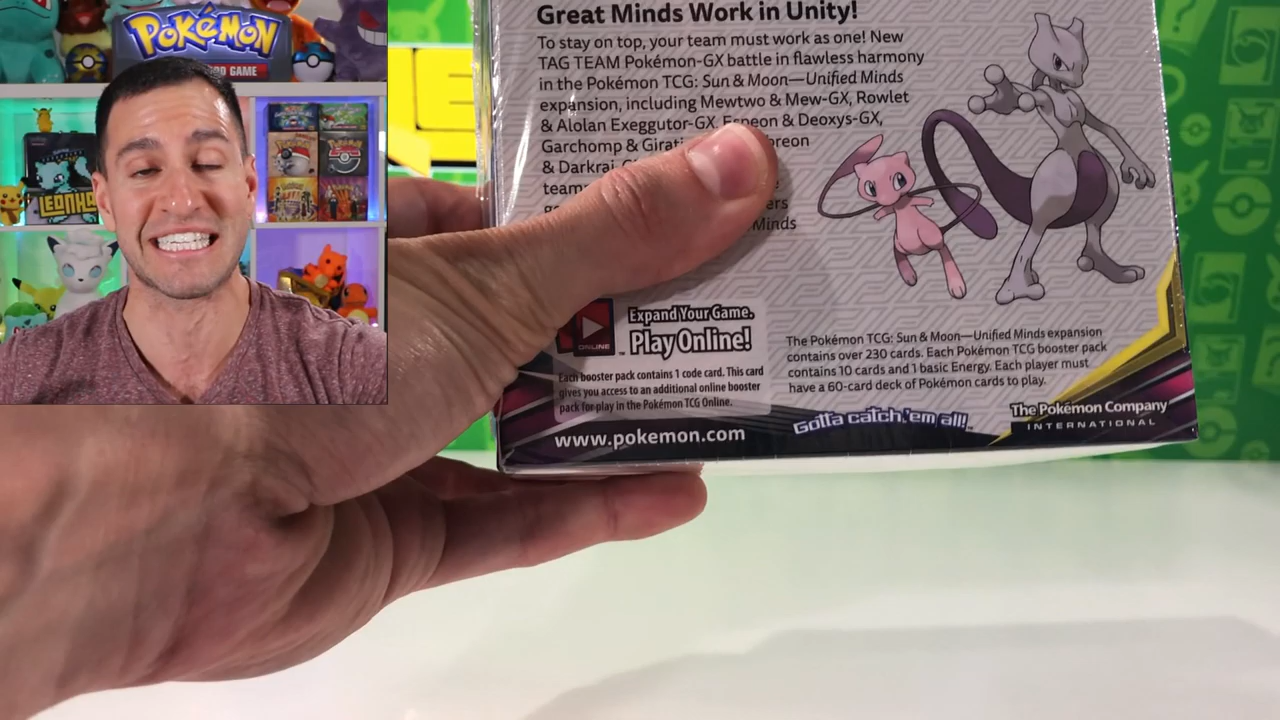 POKéMON
GAME
LEONHA
E
Great Minds Work in Unity!
To stay on top, your team must work as one! New
TAG TEAM Pokémon-GX battle in flawless harmony
in the Pokémon TCG: Sun & Moon—Unified Minds
expansion, including Mewtwo & Mew-GX, Rowlet
& Alolan Exeggutor-GX, Espeon & Deoxys-GX,
Garchomp & Girati
& Darkrai
Minds
Expand Your Game.
Play Online!
ONLINE
Each booster pack contains 1 code card. This card
gives you access to an additional online booster
pack for play in the Pokémon TCG Online.
The Pokémon TCG: Sun & Moon—Unified Minds expansion
contains over 230 cards. Each Pokémon TCG booster pack
contains 10 cards and 1 basic Energy. Each player must
have a 60-card deck of Pokémon cards to play.
www.pokemon.com
Gotta catch 'em all!
The Pokémon Company
INTERNATIONAL